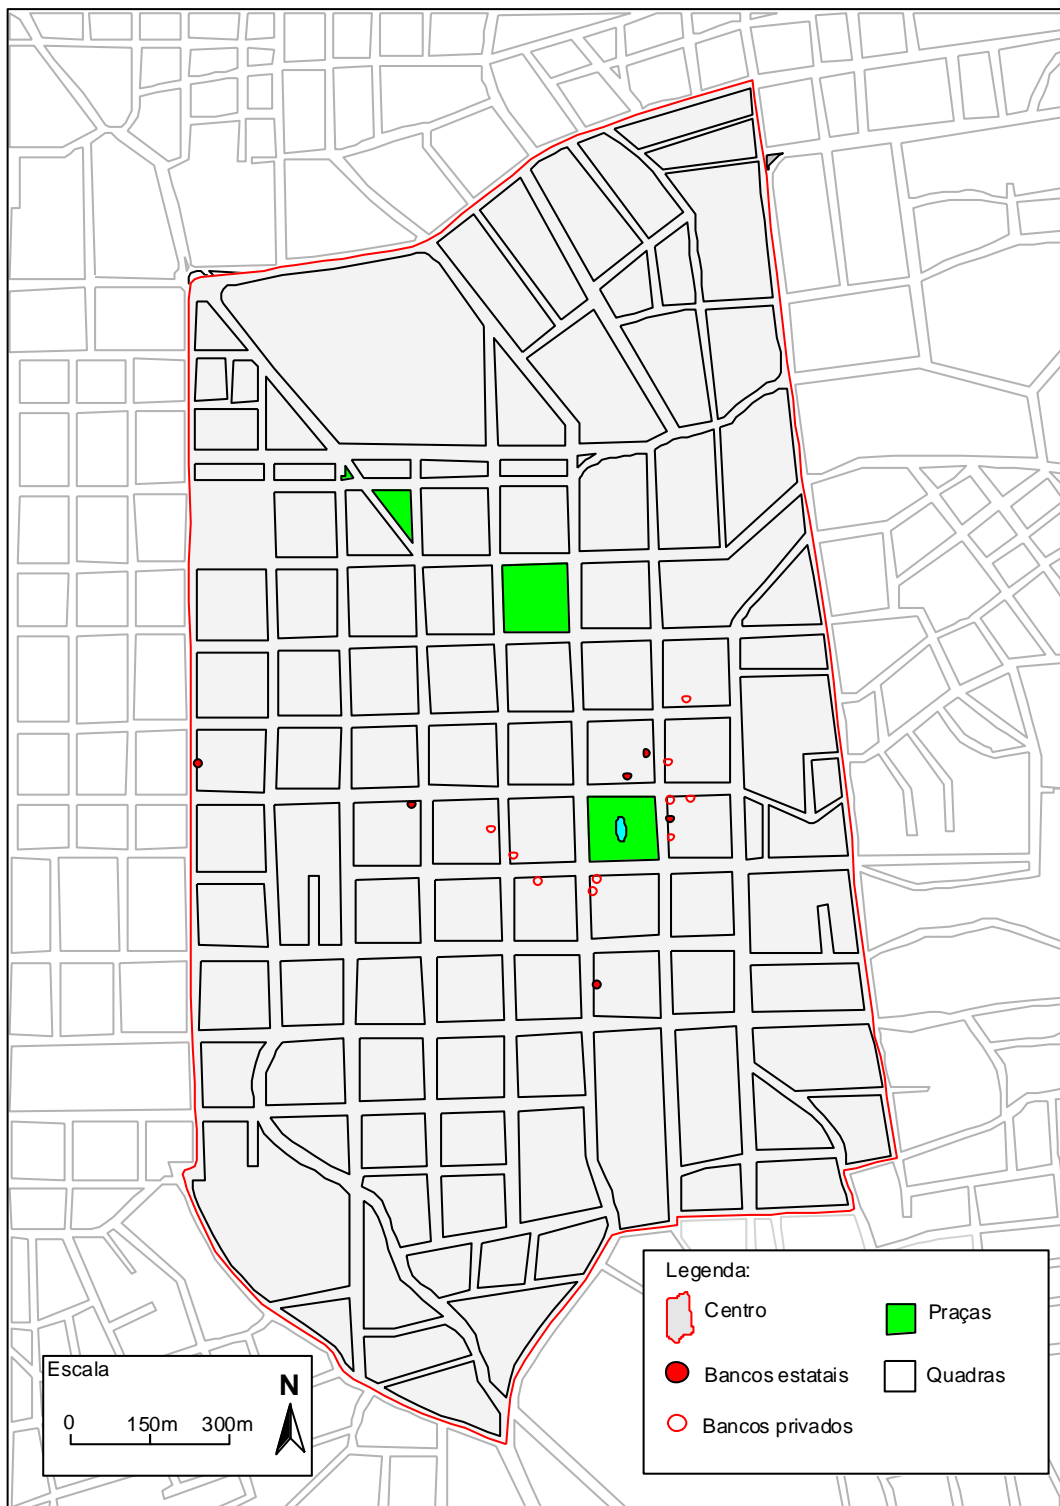 Legenda:
Centro
Praças
Bancos estatais
Quadras
Bancos privados
Escala
N
0 150m 300m